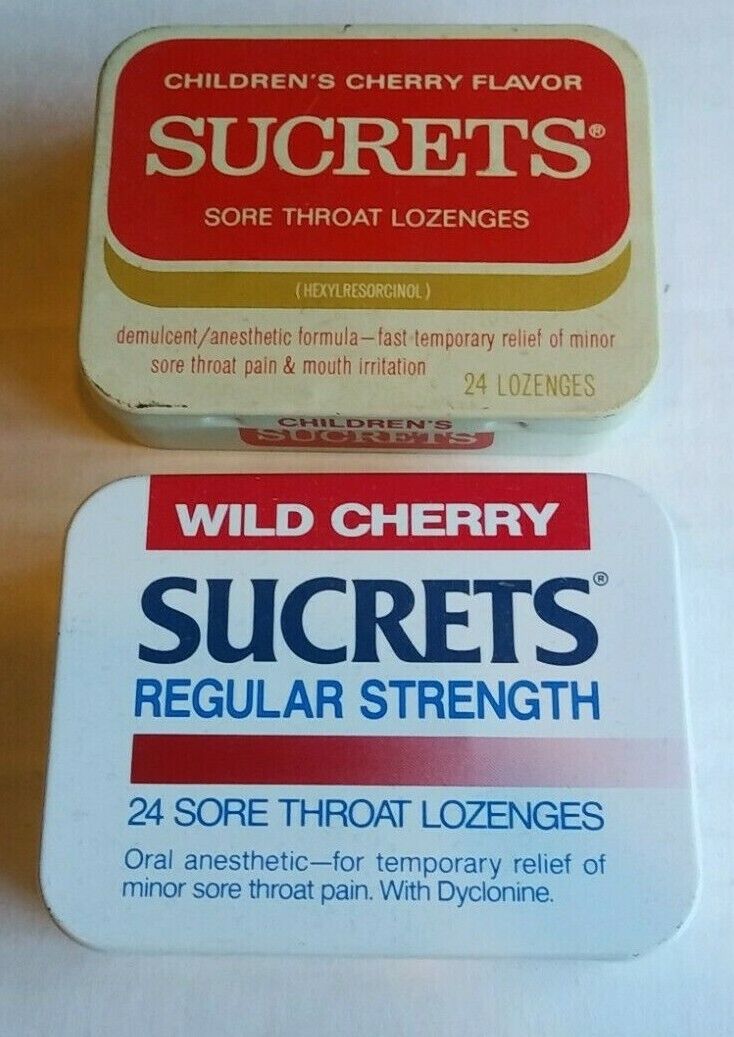 CHILDREN'S CHERRY FLAVOR
SUCRETS®
SORE THROAT LOZENGES
(HEXYLRESORCINOL)
demulcent/anesthetic formula—fast temporary relief of minor
sore throat pain & mouth irritation
24 LOZENGES
CHILDREN'S
SUCRETS
WILD CHERRY
SUCRETS®
REGULAR STRENGTH
24 SORE THROAT LOZENGES
Oral anesthetic—for temporary relief of
minor sore throat pain. With Dyclonine.